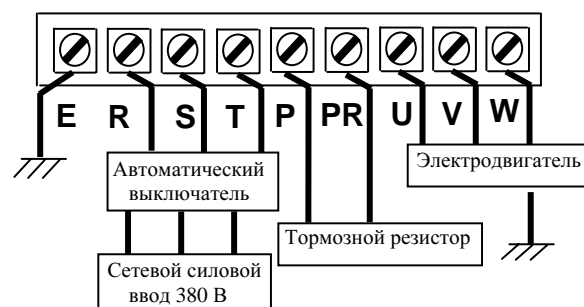 E R S T P PR U V W
Автоматический
выключатель
Электродвигатель
Тормозной резистор
Сетевой силовой
ввод 380 В